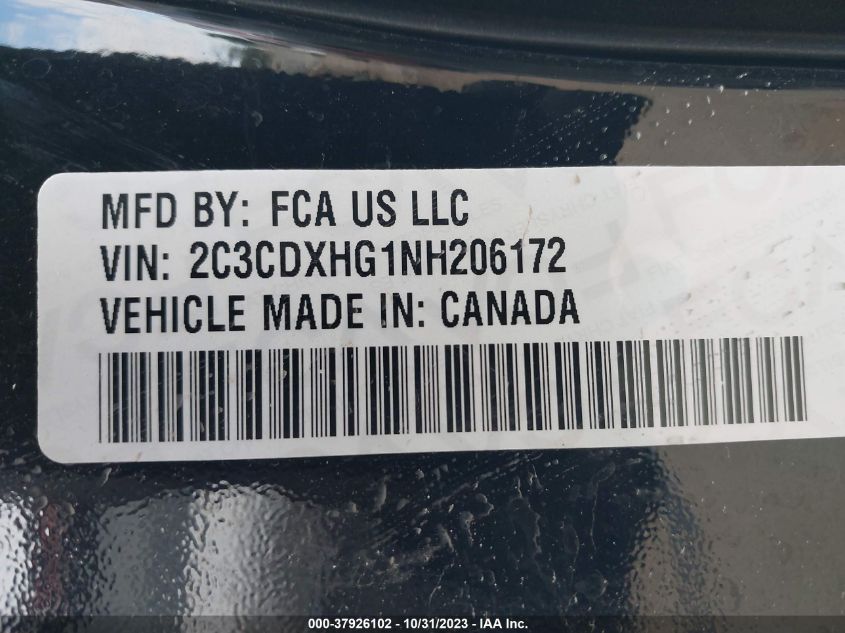 MFD BY: FCA US LLC
VIN: 2C3CDXHG1NH206172
VEHICLE MADE IN: CANADA
000-37926102 - 10/31/2023 - IAA Inc.